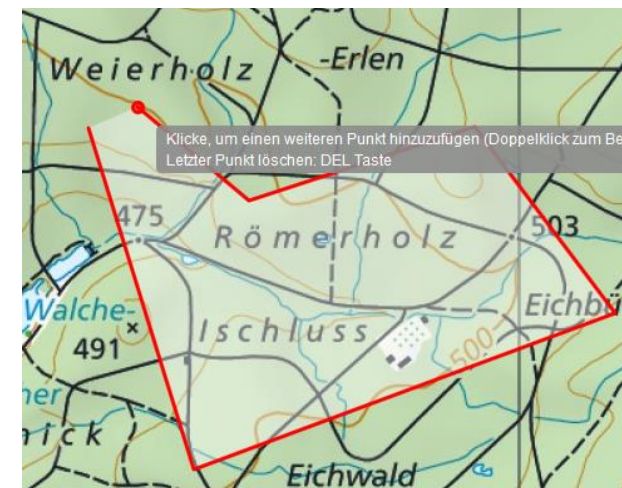 Weierholz
-Erlen
Klicke, um einen weiteren Punkt hinzuzufügen (Doppelklick zum Be
Letzter Punkt löschen: DEL Taste
475
Römerholz
503
Walche-
Eichbü
491
Ischluss
500
ner
nick
Eichwald